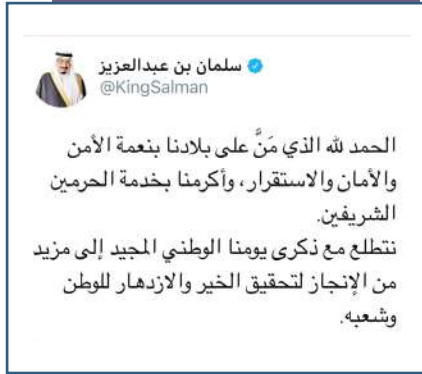 سلمان بن عبدالعزيز
@KingSalman
الحمد لله الذي مَنَّ على بلادنا بنعمة الأمن
والأمان والاستقرار، وأكرمنا بخدمة الحرمين
الشريفين.
نتطلع مع ذكرى يومنا الوطني المجيد إلى مزيد
من الإنجاز لتحقيق الخير والازدهار للوطن
وشعبه.